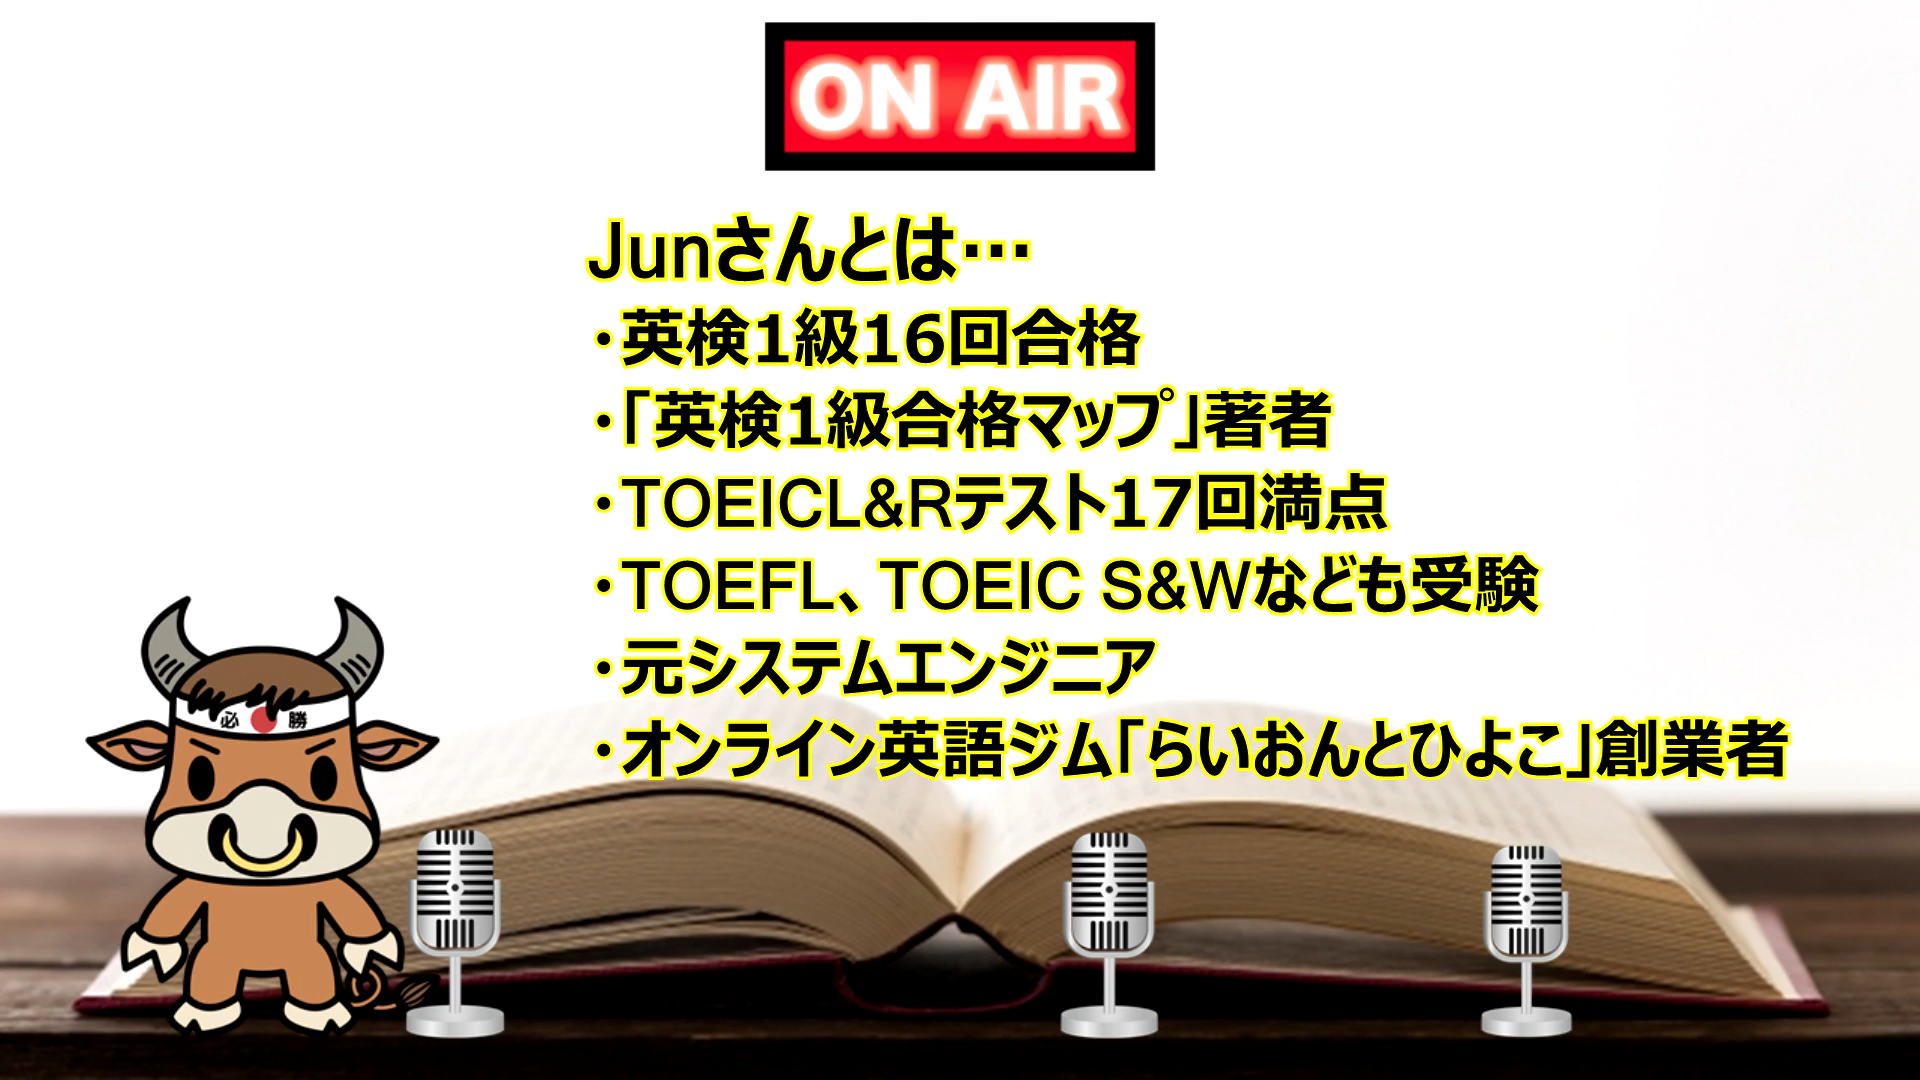 ON AIR
Junさんとは…
・英検1級16回合格
・「英検1級合格マップ」著者
・TOEICL&Rテスト17回満点
・TOEFL、TOEIC S&Wなども受験
・元システムエンジニア
・オンライン英語ジム「らいおんとひよこ」創業者
必勝